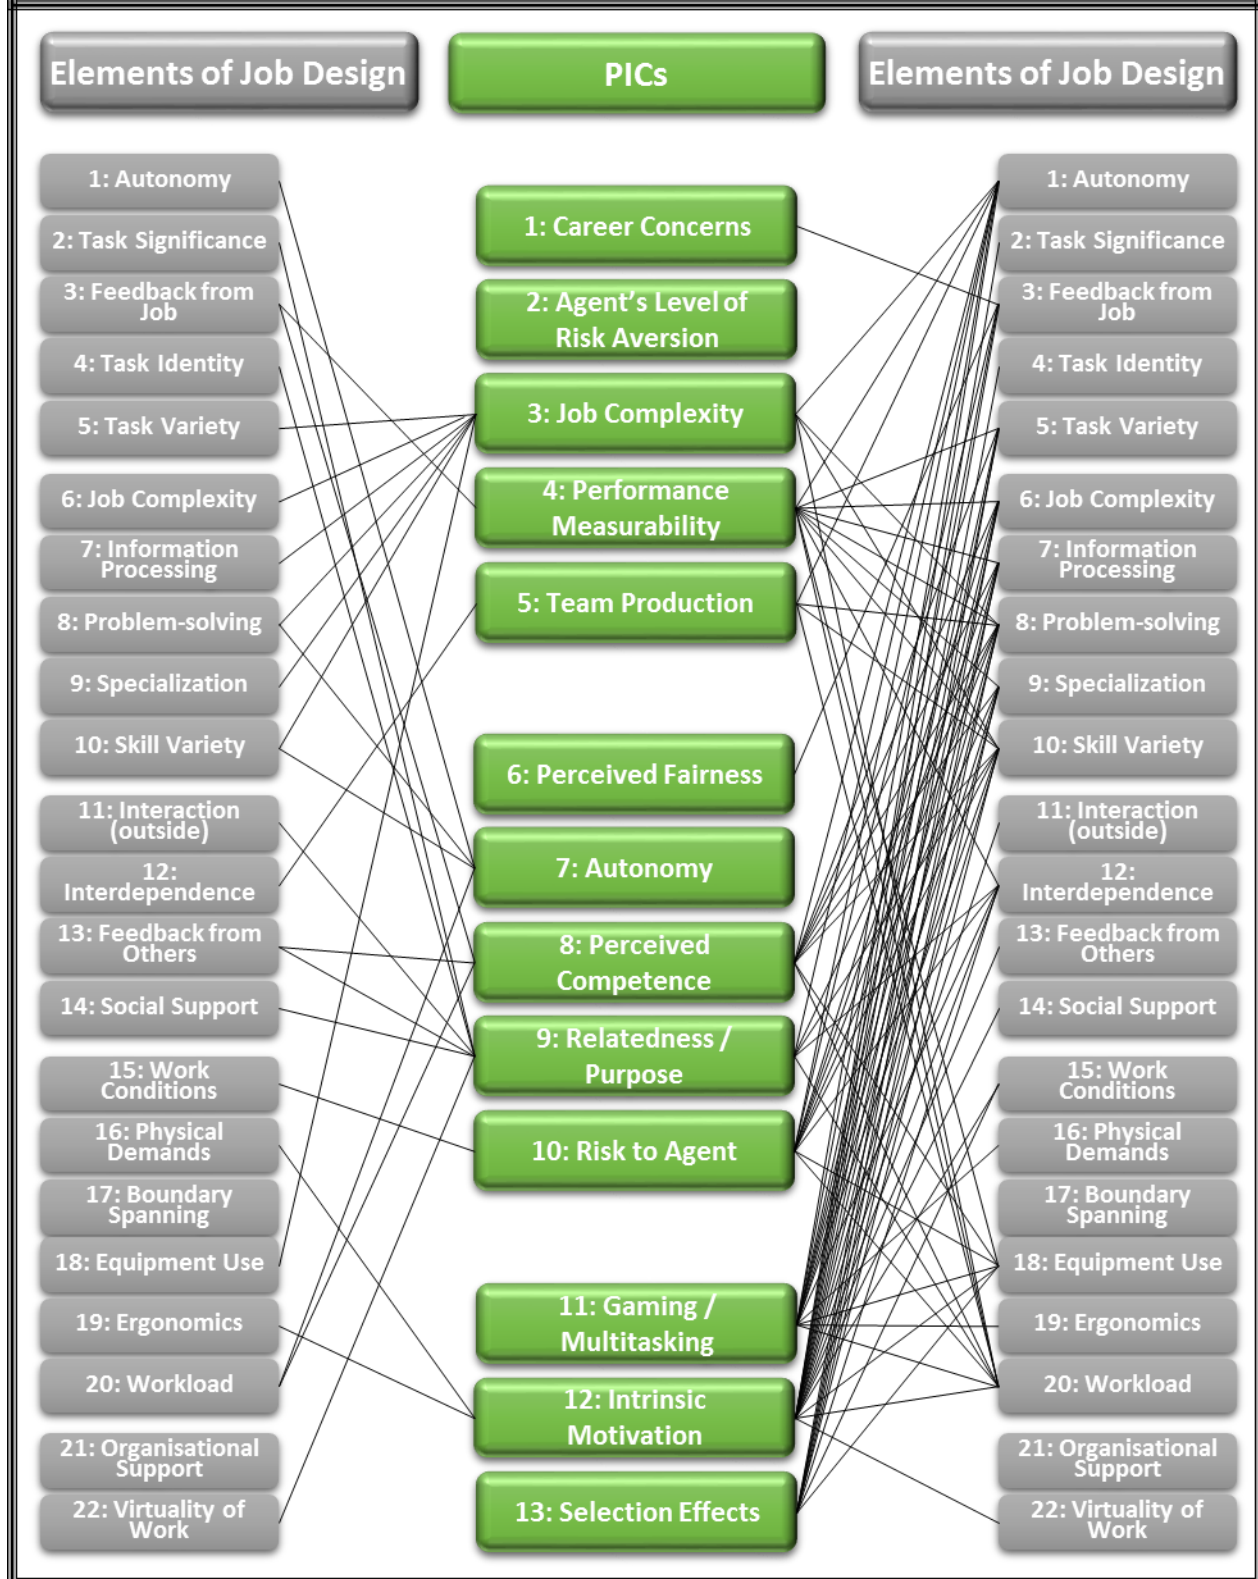 Elements of Job Design
PICs
Elements of Job Design
1: Autonomy
2: Task Significance
3: Feedback from
Job
4: Task Identity
5: Task Variety
6: Job Complexity
7: Information
Processing
8: Problem-solving
9: Specialization
10: Skill Variety
11: Interaction
(outside)
12:
Interdependence
13: Feedback from
Others
14: Social Support
15: Work
Conditions
16: Physical
Demands
17: Boundary
Spanning
18: Equipment Use
19: Ergonomics
20: Workload
21: Organisational
Support
22: Virtuality of
Work
1: Career Concerns
2: Agent's Level of
Risk Aversion
3: Job Complexity
4: Performance
Measurability
5: Team Production
6: Perceived Fairness
7: Autonomy
8: Perceived
Competence
9: Relatedness /
Purpose
10: Risk to Agent
11: Gaming /
Multitasking
12: Intrinsic
Motivation
13: Selection Effects
1: Autonomy
2: Task Significance
3: Feedback from
Job
4: Task Identity
5: Task Variety
6: Job Complexity
7: Information
Processing
8: Problem-solving
9: Specialization
10: Skill Variety
11: Interaction
(outside)
12:
Interdependence
13: Feedback from
Others
14: Social Support
15: Work
Conditions
16: Physical
Demands
17: Boundary
Spanning
18: Equipment Use
19: Ergonomics
20: Workload
21: Organisational
Support
22: Virtuality of
Work